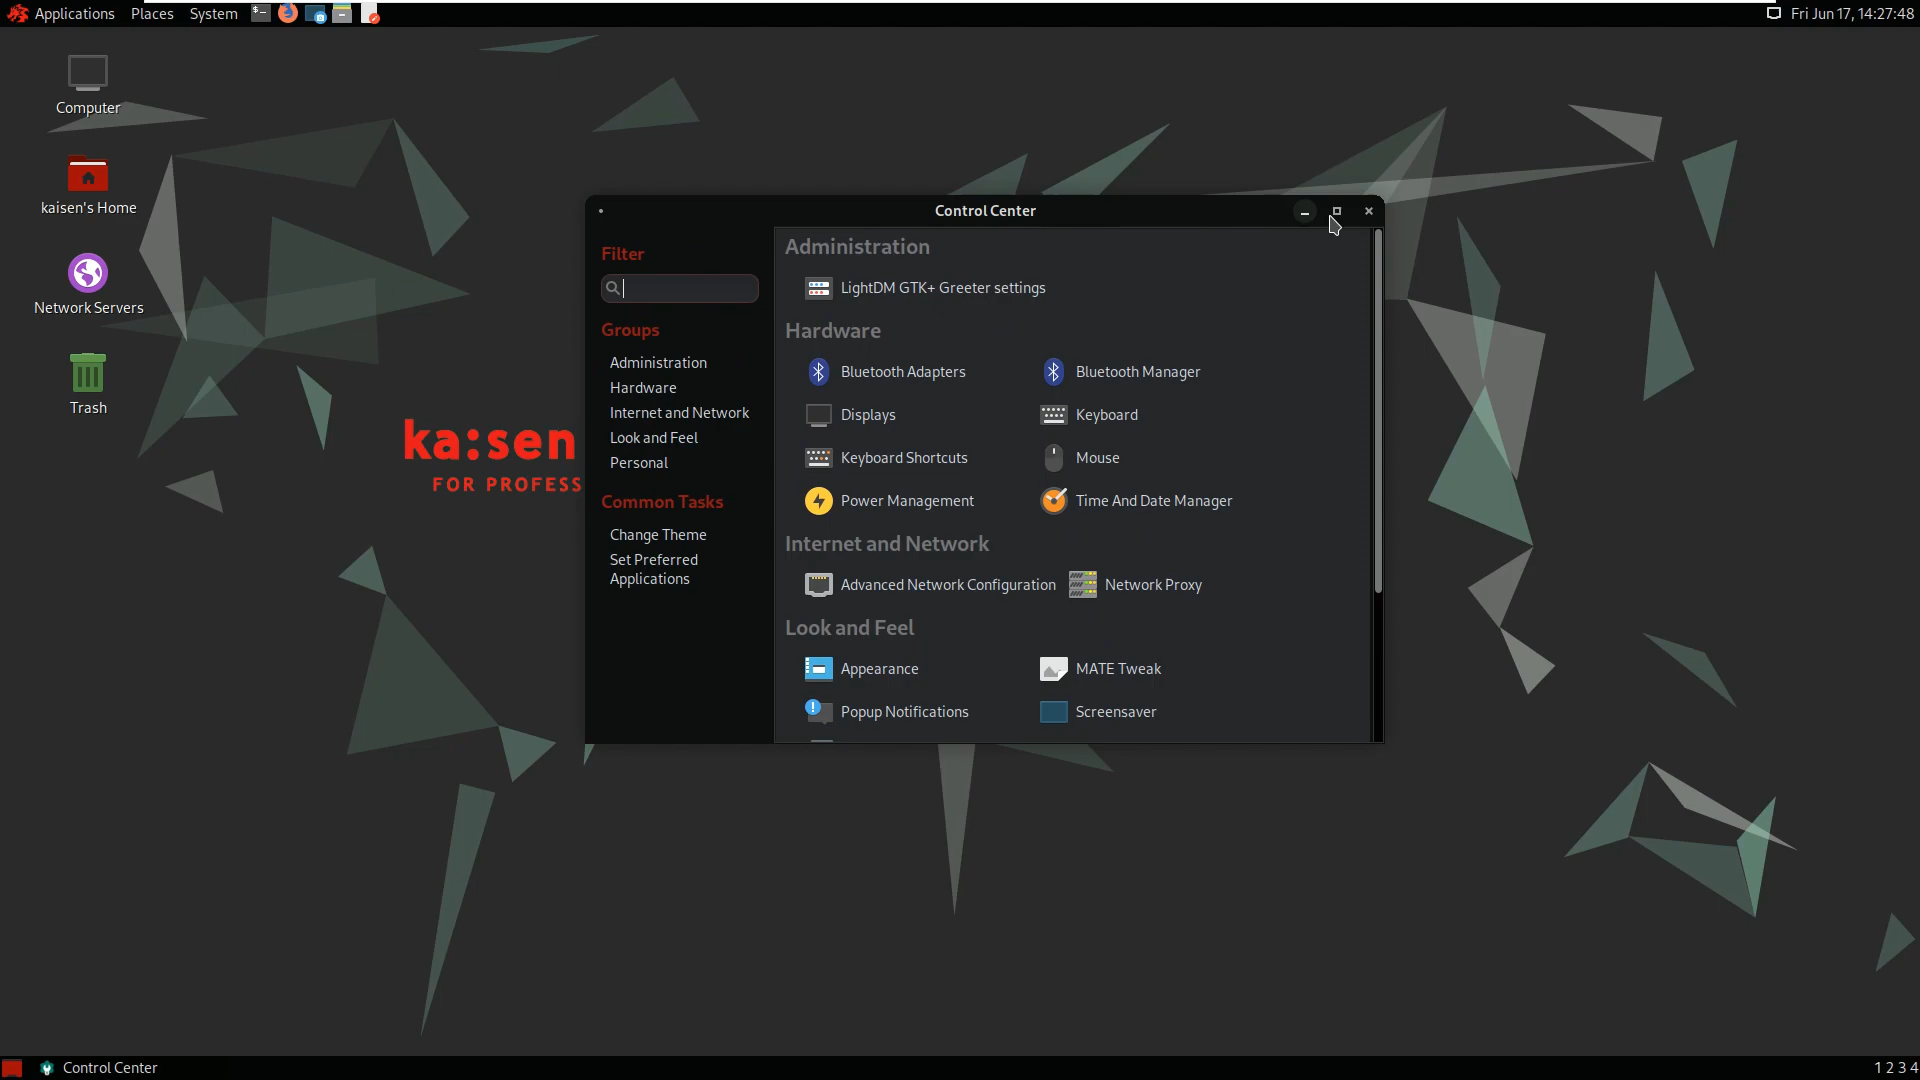 Applications Places System Fri Jun 17, 14:27:48
Computer
kaisen's Home
Network Servers
Trash
ka:sen
FOR PROFESS
Control Center
Filter
Groups
Administration
Hardware
Internet and Network
Look and Feel
Personal
Common Tasks
Change Theme
Set Preferred
Applications
Administration
LightDM GTK+ Greeter settings
Hardware
Bluetooth Adapters Bluetooth Manager
Displays Keyboard
Keyboard Shortcuts Mouse
Power Management Time And Date Manager
Internet and Network
Advanced Network Configuration Network Proxy
Look and Feel
Appearance MATE Tweak
Popup Notifications Screensaver
Control Center 1 2 3 4